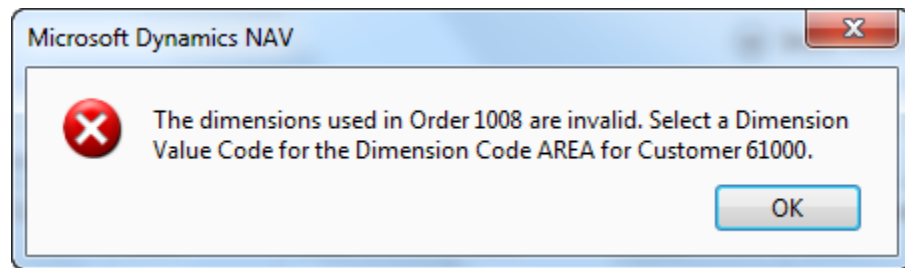 Microsoft Dynamics NAV
The dimensions used in Order 1008 are invalid. Select a Dimension
Value Code for the Dimension Code AREA for Customer 61000.
OK